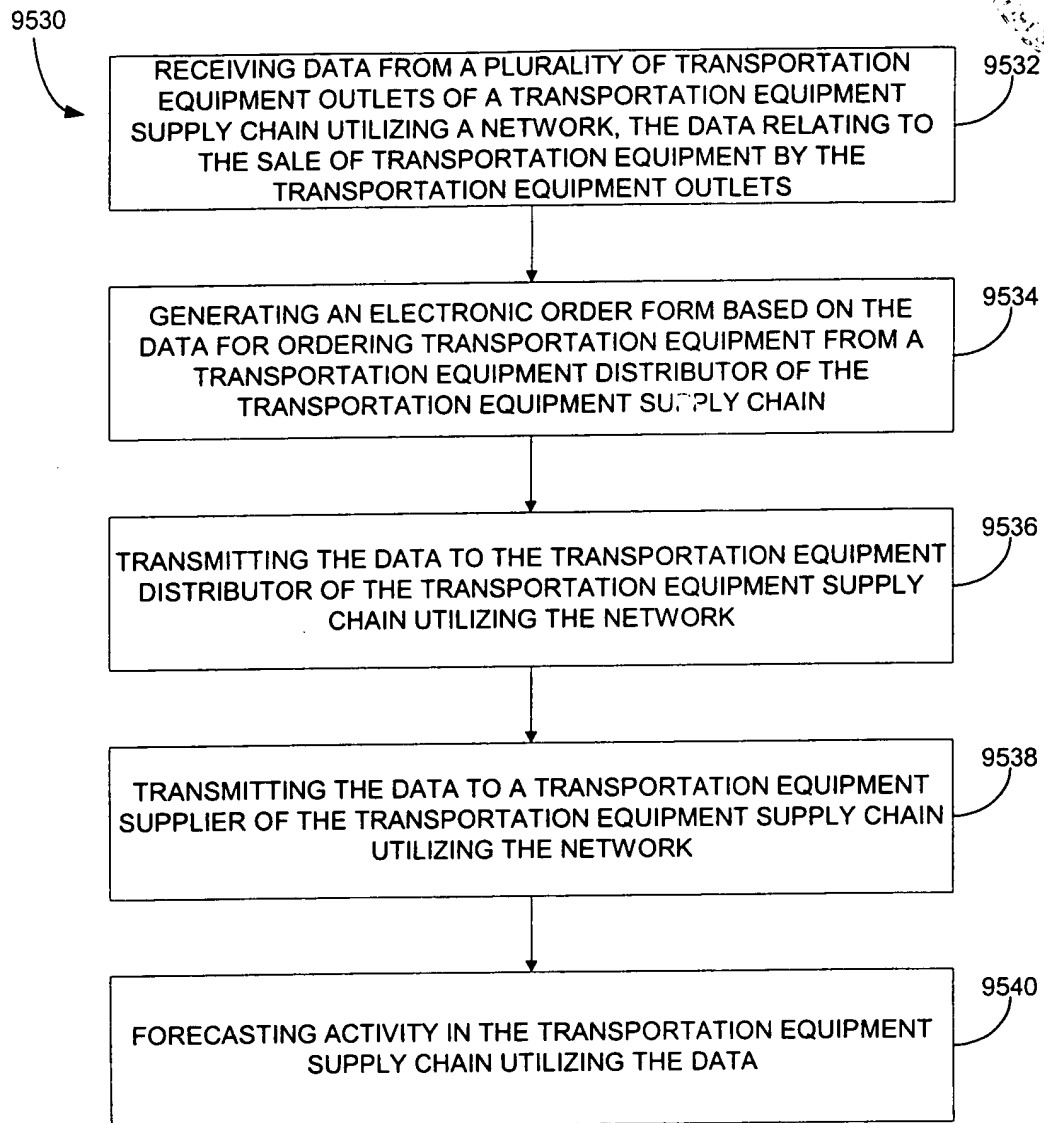 9530
RECEIVING DATA FROM A PLURALITY OF TRANSPORTATION
EQUIPMENT OUTLETS OF A TRANSPORTATION EQUIPMENT
SUPPLY CHAIN UTILIZING A NETWORK, THE DATA RELATING TO
THE SALE OF TRANSPORTATION EQUIPMENT BY THE
TRANSPORTATION EQUIPMENT OUTLETS
9532
GENERATING AN ELECTRONIC ORDER FORM BASED ON THE
DATA FOR ORDERING TRANSPORTATION EQUIPMENT FROM A
TRANSPORTATION EQUIPMENT DISTRIBUTOR OF THE
TRANSPORTATION EQUIPMENT SUPPLY CHAIN
9534
TRANSMITTING THE DATA TO THE TRANSPORTATION EQUIPMENT
DISTRIBUTOR OF THE TRANSPORTATION EQUIPMENT SUPPLY
CHAIN UTILIZING THE NETWORK
9536
TRANSMITTING THE DATA TO A TRANSPORTATION EQUIPMENT
SUPPLIER OF THE TRANSPORTATION EQUIPMENT SUPPLY CHAIN
UTILIZING THE NETWORK
9538
FORECASTING ACTIVITY IN THE TRANSPORTATION EQUIPMENT
SUPPLY CHAIN UTILIZING THE DATA
9540